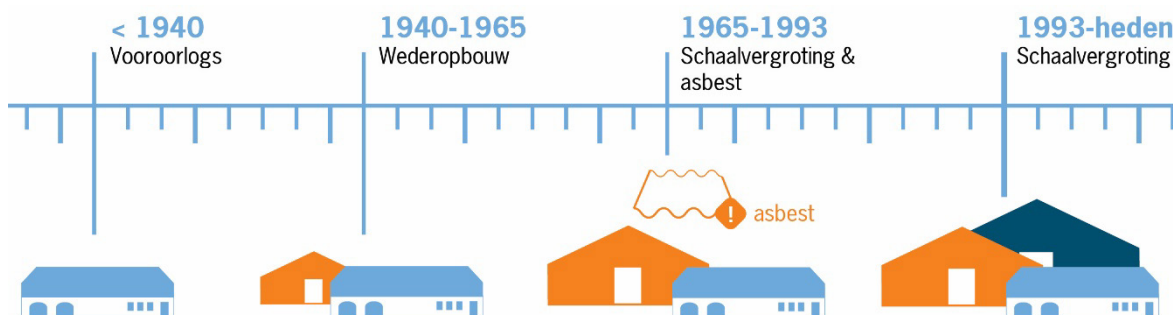 < 1940
Vooroorlogs
1940-1965
Wederopbouw
1965-1993
Schaalvergroting &
asbest
1993-heden
Schaalvergroting
! asbest